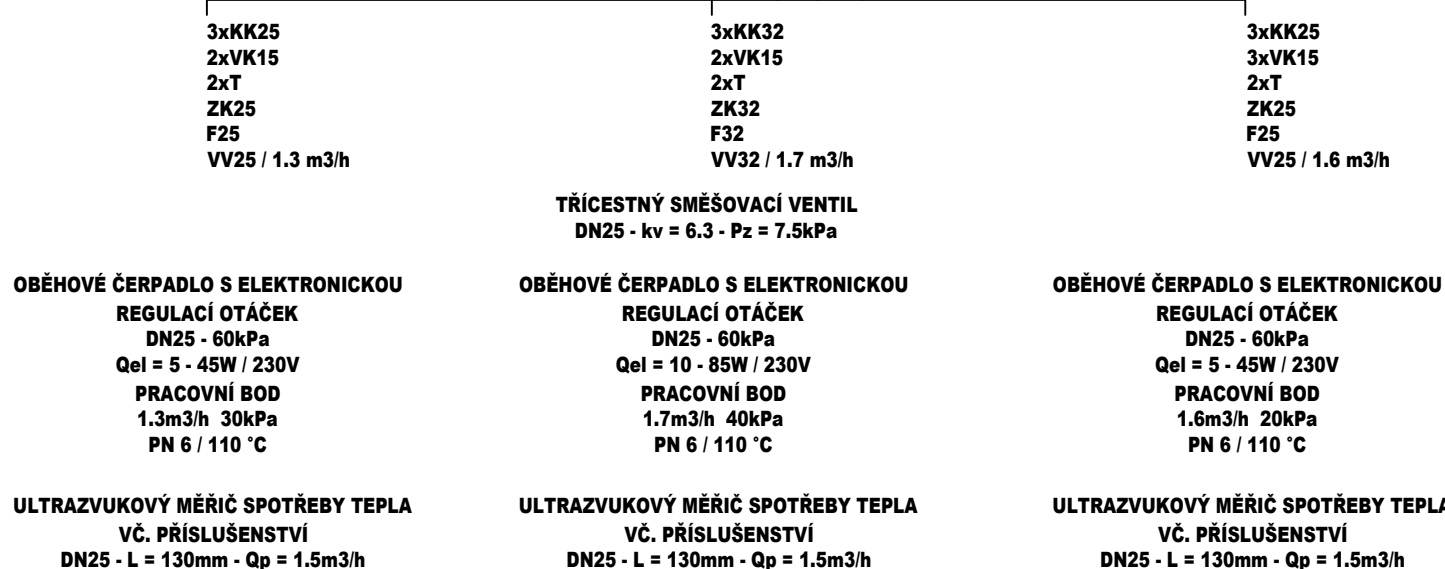 3xKK25
2xVK15
2xT
ZK25
F25
VV25 / 1.3 m3/h
3xKK32
2xVK15
2xT
ZK32
F32
VV32 / 1.7 m3/h
3xKK25
3xVK15
2xT
ZK25
F25
VV25 / 1.6 m3/h
TŘÍCESTNÝ SMĚŠOVACÍ VENTIL
DN25 - kv = 6.3 - Pz = 7.5kPa
OBĚHOVÉ ČERPADLO S ELEKTRONICKOU
REGULACÍ OTÁČEK
DN25 - 60kPa
Qel = 5 - 45W / 230V
PRACOVNÍ BOD
1.3m3/h 30kPa
PN 6 / 110 °C
OBĚHOVÉ ČERPADLO S ELEKTRONICKOU
REGULACÍ OTÁČEK
DN25 - 60kPa
Qel = 10 - 85W / 230V
PRACOVNÍ BOD
1.7m3/h 40kPa
PN 6 / 110 °C
OBĚHOVÉ ČERPADLO S ELEKTRONICKOU
REGULACÍ OTÁČEK
DN25 - 60kPa
Qel = 5 - 45W / 230V
PRACOVNÍ BOD
1.6m3/h 20kPa
PN 6 / 110 °C
ULTRAZVUKOVÝ MĚŘIČ SPOTŘEBY TEPLA
VČ. PŘÍSLUŠENSTVÍ
DN25 - L = 130mm - Qp = 1.5m3/h
ULTRAZVUKOVÝ MĚŘIČ SPOTŘEBY TEPLA
VČ. PŘÍSLUŠENSTVÍ
DN25 - L = 130mm - Qp = 1.5m3/h
ULTRAZVUKOVÝ MĚŘIČ SPOTŘEBY TEPLA
VČ. PŘÍSLUŠENSTVÍ
DN25 - L = 130mm - Qp = 1.5m3/h